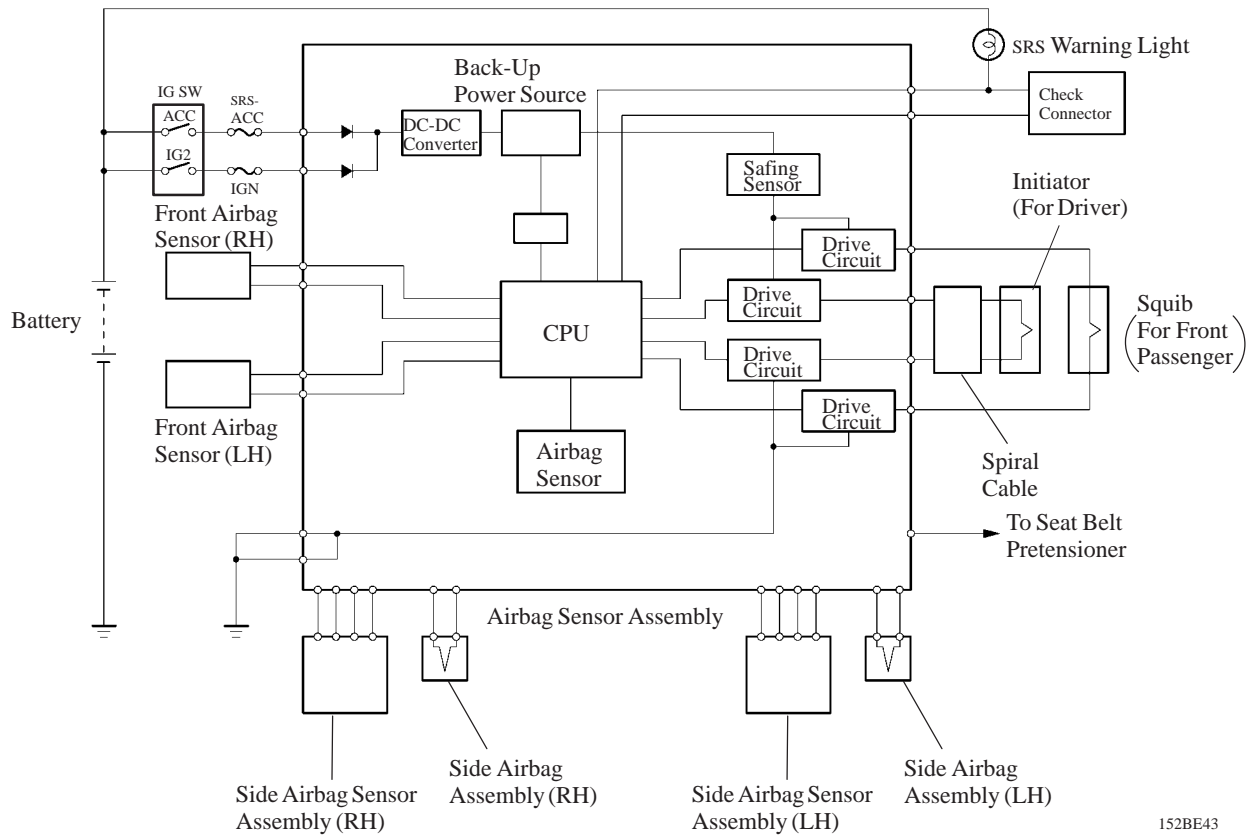 SRS Warning Light
Back-Up
Power Source
IG SW
ACC
SRS-
ACC
DC-DC
Converter
Check
Connector
IG2
IGN
Safing
Sensor
Initiator
(For Driver)
Front Airbag
Sensor (RH)
Drive
Circuit
Drive
Circuit
Battery
CPU
Squib
For Front
Passenger
Drive
Circuit
Drive
Circuit
Front Airbag
Sensor (LH)
Airbag
Sensor
Spiral
Cable
To Seat Belt
Pretensioner
Airbag Sensor Assembly
Side Airbag
Assembly (RH)
Side Airbag
Assembly (LH)
Side Airbag Sensor
Assembly (RH)
Side Airbag Sensor
Assembly (LH)
152BE43